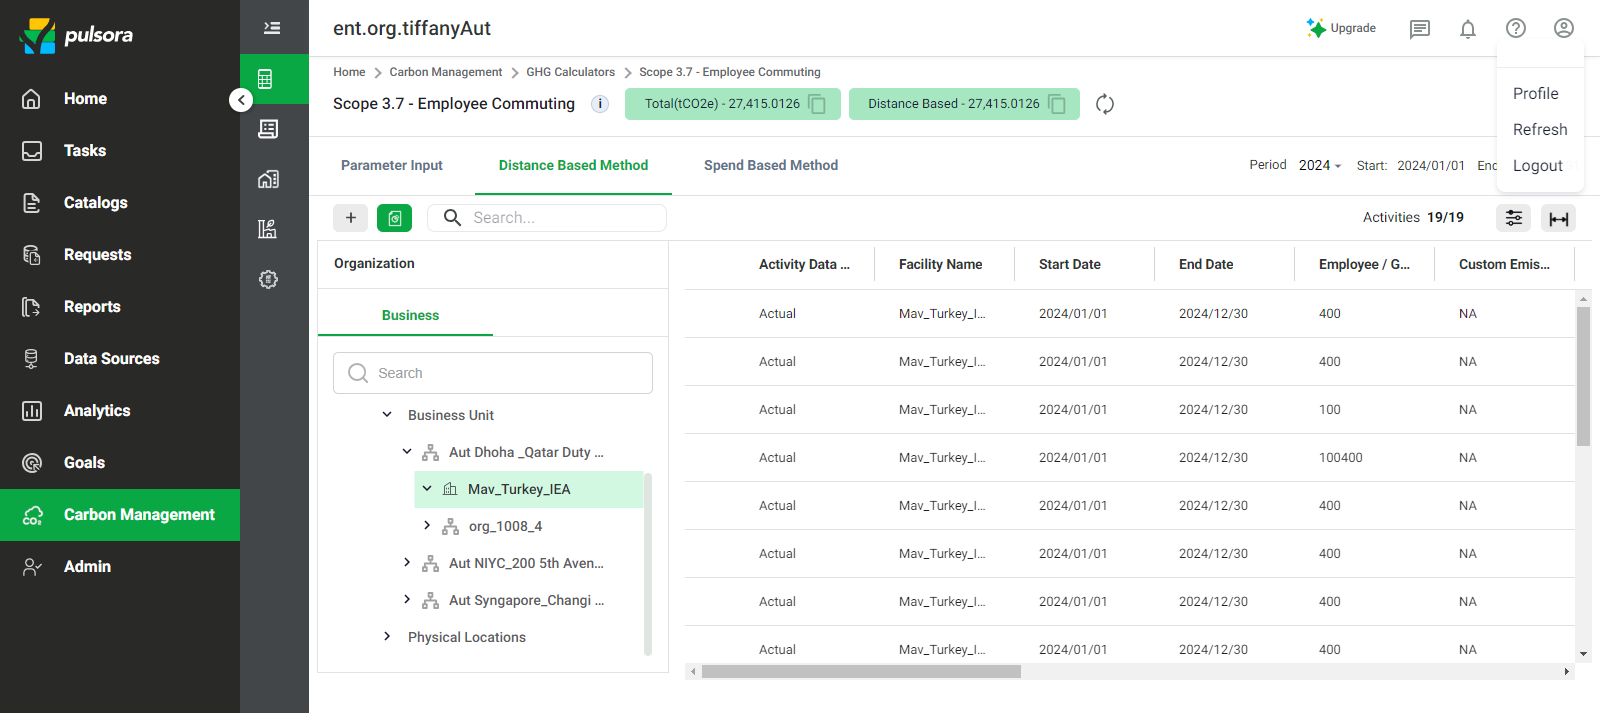 pulsora
Home
Tasks
Catalogs
Requests
Reports
Data Sources
Analytics
Goals
Carbon Management
Admin
ent.org.tiffanyAut
Upgrade
Home
Carbon Management
GHG Calculators
Scope 3.7 - Employee Commuting
Scope 3.7 - Employee Commuting
i
Total(tCO2e) - 27,415.0126
Distance Based - 27,415.0126
Profile
Refresh
Logout
Parameter Input
Distance Based Method
Spend Based Method
Period
2024
Start:
2024/01/01
Search...
Activities 19/19
Organization
Business
Search
Business Unit
Aut Dhoha _Qatar Duty ...
Mav_Turkey_IEA
org_1008_4
Aut NIYC_200 5th Aven...
Aut Syngapore_Changi ...
Physical Locations
Activity Data ... Facility Name Start Date End Date Employee / G... Custom Emis...
Actual Mav_Turkey_I... 2024/01/01 2024/12/30 400 NA
Actual Mav_Turkey_I... 2024/01/01 2024/12/30 400 NA
Actual Mav_Turkey_I... 2024/01/01 2024/12/30 100 NA
Actual Mav_Turkey_I... 2024/01/01 2024/12/30 100400 NA
Actual Mav_Turkey_I... 2024/01/01 2024/12/30 400 NA
Actual Mav_Turkey_I... 2024/01/01 2024/12/30 400 NA
Actual Mav_Turkey_I... 2024/01/01 2024/12/30 400 NA
Actual Mav_Turkey_I... 2024/01/01 2024/12/30 400 NA